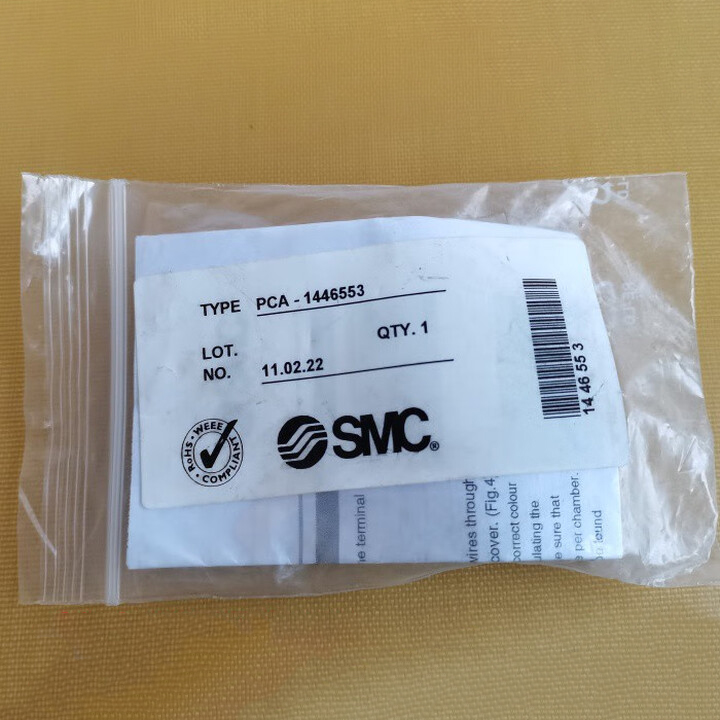 TYPE PCA - 1446553
QTY. 1
LOT.
NO. 11.02.22
RoHS • WEEE
• COMPLIANT •
SMC®
14 46 55 3
e terminal
wires through
cover. (Fig.4
correct colour
ulating the
e sure that
per chamber.
ound